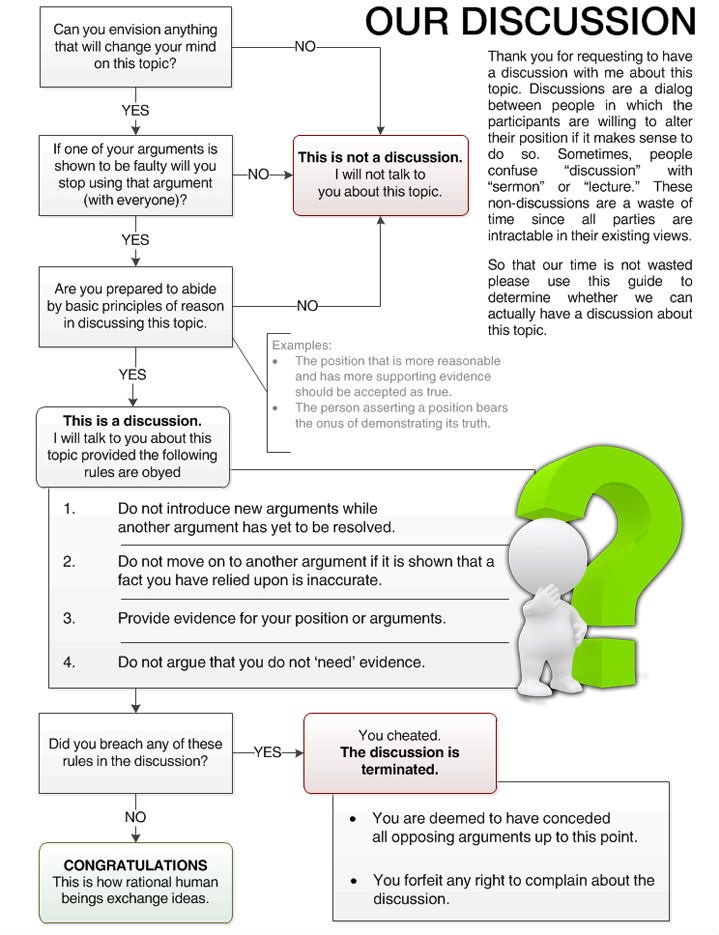 OUR DISCUSSION
Thank you for requesting to have
a discussion with me about this
topic. Discussions are a dialog
between people in which the
participants are willing to alter
their position if it makes sense to
do so. Sometimes, people
confuse “discussion” with
“sermon” or “lecture.” These
non-discussions are a waste of
time since all parties are
intractable in their existing views.
So that our time is not wasted
please use this guide to
determine whether we can
actually have a discussion about
this topic.
Can you envision anything
that will change your mind
on this topic?
NO
YES
If one of your arguments is
shown to be faulty will you
stop using that argument
(with everyone)?
NO
This is not a discussion.
I will not talk to
you about this topic.
YES
Are you prepared to abide
by basic principles of reason
in discussing this topic.
NO
Examples:
• The position that is more reasonable
and has more supporting evidence
should be accepted as true.
• The person asserting a position bears
the onus of demonstrating its truth.
YES
This is a discussion.
I will talk to you about this
topic provided the following
rules are obyed
1. Do not introduce new arguments while
another argument has yet to be resolved.
2. Do not move on to another argument if it is shown that a
fact you have relied upon is inaccurate.
3. Provide evidence for your position or arguments.
4. Do not argue that you do not ‘need’ evidence.
Did you breach any of these
rules in the discussion?
YES
You cheated.
The discussion is
terminated.
• You are deemed to have conceded
all opposing arguments up to this point.
• You forfeit any right to complain about the
discussion.
NO
CONGRATULATIONS
This is how rational human
beings exchange ideas.